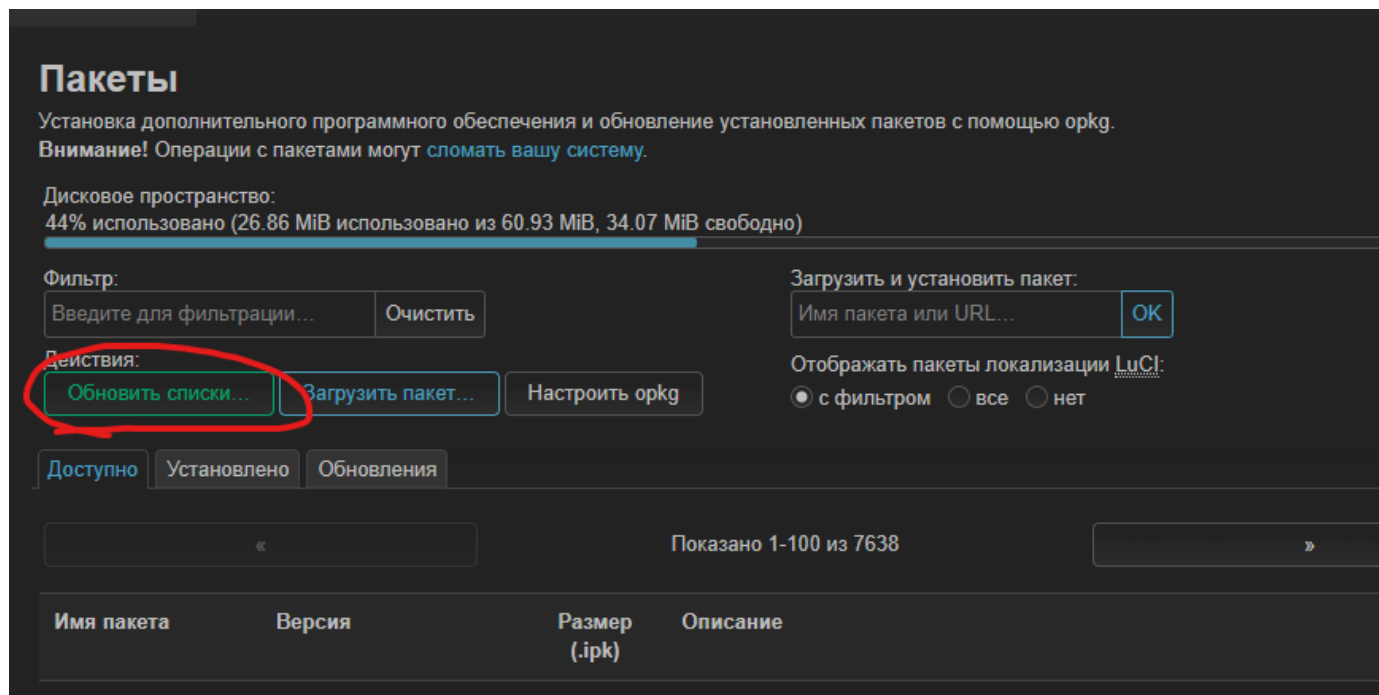 Пакеты
Установка дополнительного программного обеспечения и обновление установленных пакетов с помощью opkg.
Внимание! Операции с пакетами могут сломать вашу систему.
Дисковое пространство:
44% использовано (26.86 MiB использовано из 60.93 MiB, 34.07 MiB свободно)
Фильтр:
Введите для фильтрации…
Очистить
Загрузить и установить пакет:
Имя пакета или URL…
OK
Действия:
Обновить списки…
Загрузить пакет…
Настроить opkg
Отображать пакеты локализации LuCI:
с фильтром все нет
Доступно Установлено Обновления
«
Показано 1-100 из 7638
»
Имя пакета Версия Размер (.ipk) Описание